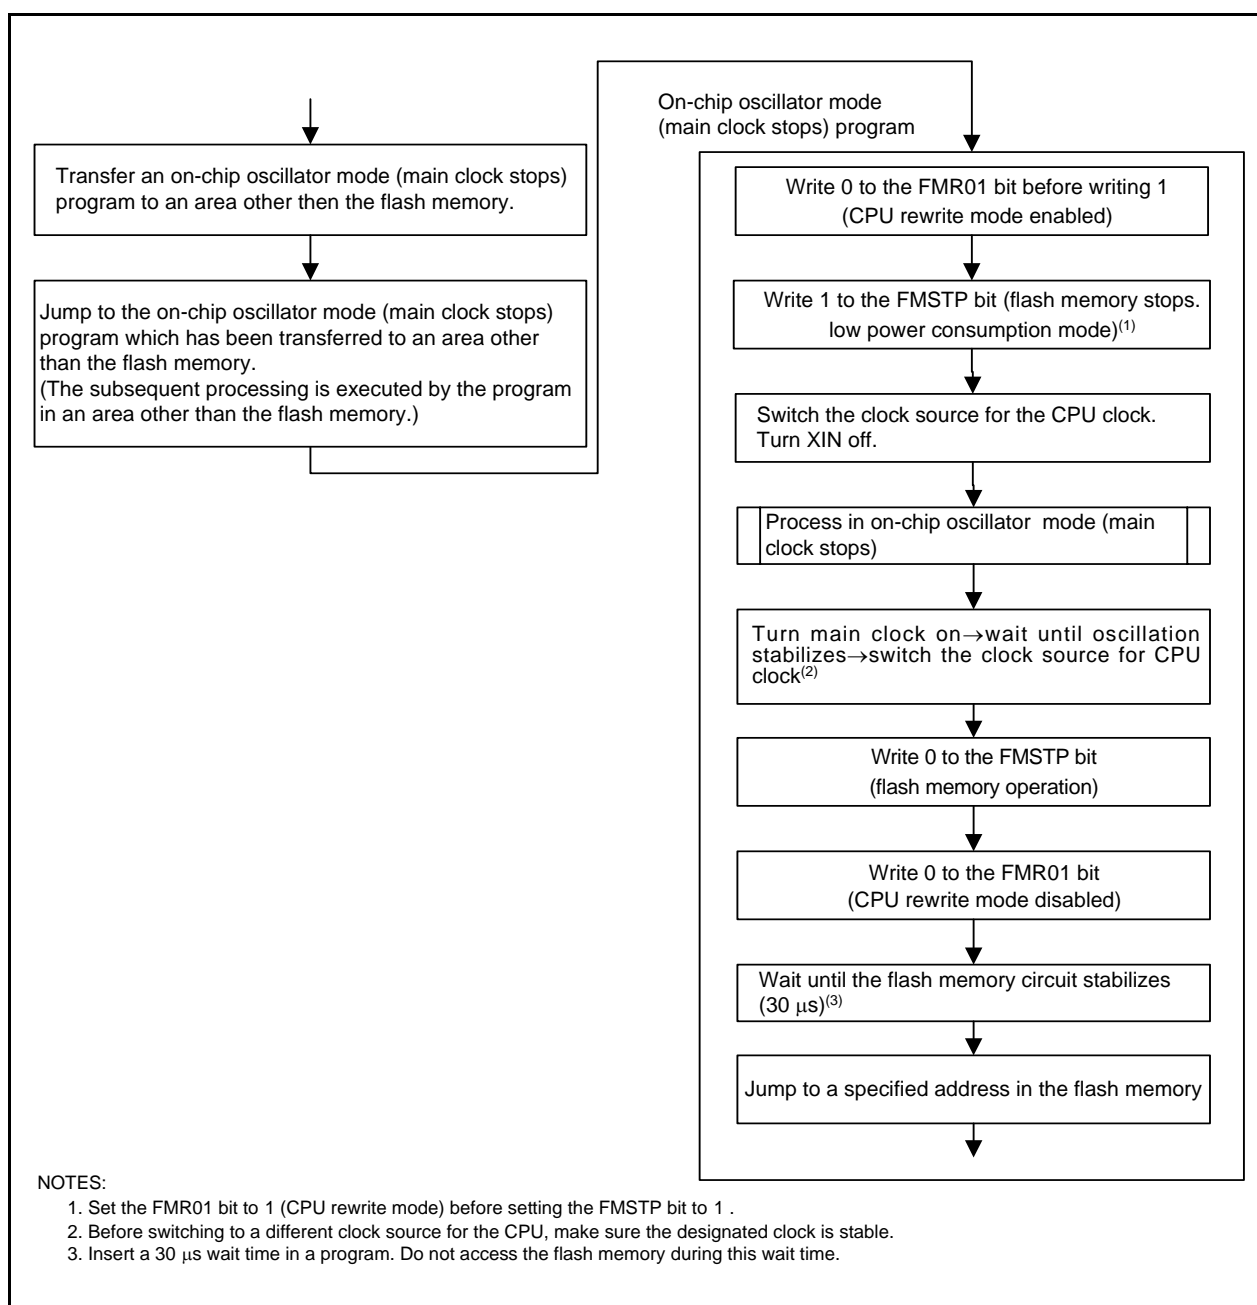 Transfer an on-chip oscillator mode (main clock stops)
program to an area other then the flash memory.
Jump to the on-chip oscillator mode (main clock stops)
program which has been transferred to an area other
than the flash memory.
(The subsequent processing is executed by the program
in an area other than the flash memory.)
On-chip oscillator mode
(main clock stops) program
Write 0 to the FMR01 bit before writing 1
(CPU rewrite mode enabled)
Write 1 to the FMSTP bit (flash memory stops.
low power consumption mode)(1)
Switch the clock source for the CPU clock.
Turn XIN off.
Process in on-chip oscillator mode (main
clock stops)
Turn main clock on→wait until oscillation
stabilizes→switch the clock source for CPU
clock(2)
Write 0 to the FMSTP bit
(flash memory operation)
Write 0 to the FMR01 bit
(CPU rewrite mode disabled)
Wait until the flash memory circuit stabilizes
(30 μs)(3)
Jump to a specified address in the flash memory
NOTES:
1. Set the FMR01 bit to 1 (CPU rewrite mode) before setting the FMSTP bit to 1 .
2. Before switching to a different clock source for the CPU, make sure the designated clock is stable.
3. Insert a 30 μs wait time in a program. Do not access the flash memory during this wait time.